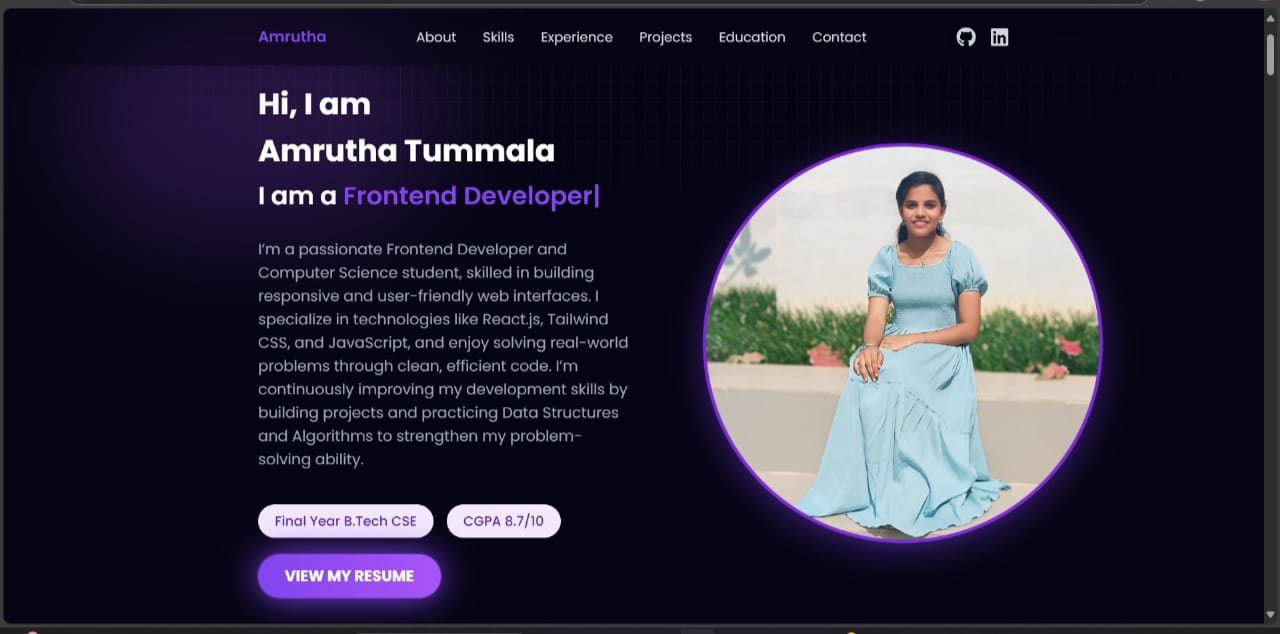 Amrutha
About
Skills
Experience
Projects
Education
Contact
in
Hi, I am
Amrutha Tummala
I am a Frontend Developer|
I'm a passionate Frontend Developer and
Computer Science student, skilled in building
responsive and user-friendly web interfaces. I
specialize in technologies like React.js, Tailwind
CSS, and JavaScript, and enjoy solving real-world
problems through clean, efficient code. I'm
continuously improving my development skills by
building projects and practicing Data Structures
and Algorithms to strengthen my problem-
solving ability.
Final Year B.Tech CSE
CGPA 8.7/10
VIEW MY RESUME